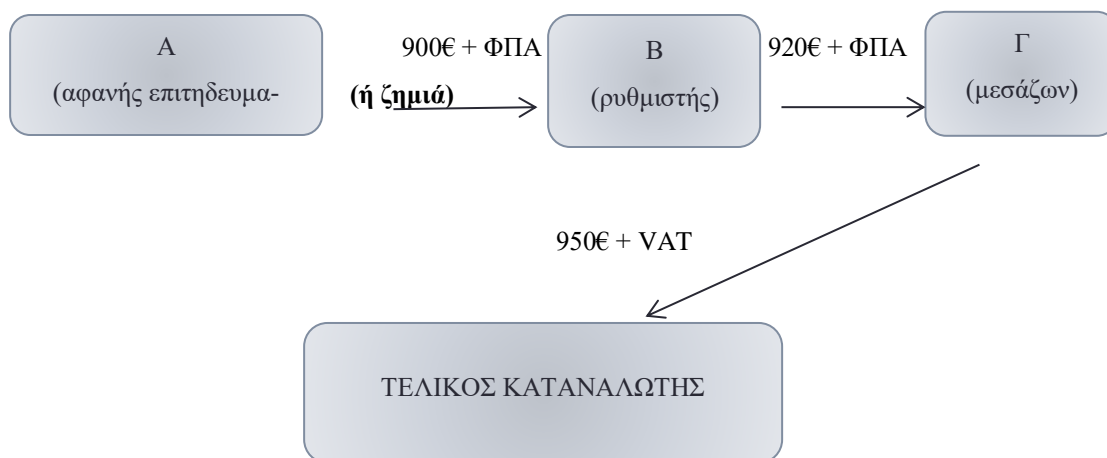 Α
(αφανής επιτηδευμα-
900€ + ΦΠΑ
(ή ζημιά)
Β
(ρυθμιστής)
920€ + ΦΠΑ
Γ
(μεσάζων)
950€ + VAT
ΤΕΛΙΚΟΣ ΚΑΤΑΝΑΛΩΤΗΣ